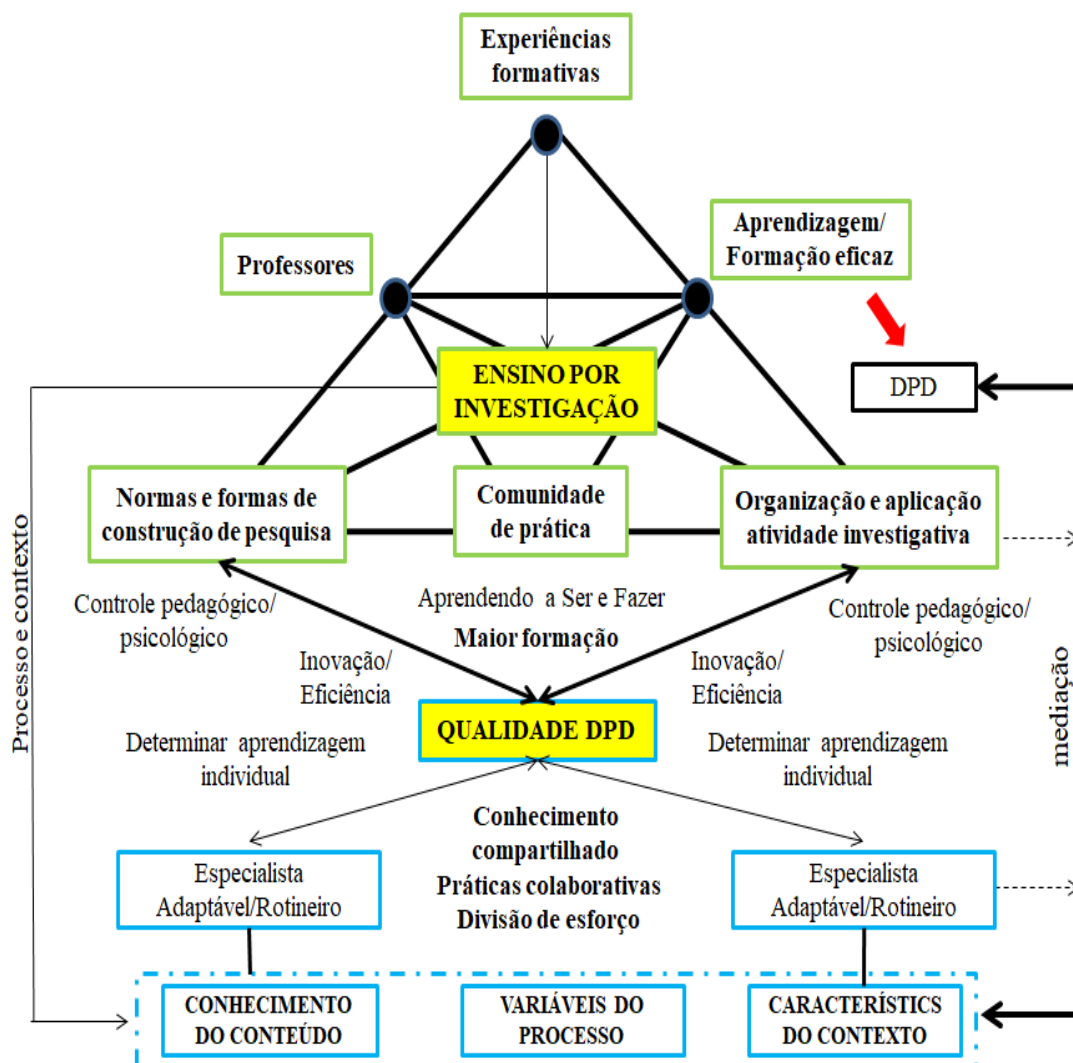 Experiências
formativas
Professores
Aprendizagem/
Formação eficaz
ENSINO POR
INVESTIGAÇÃO
DPD
Normas e formas de
construção de pesquisa
Comunidade
de prática
Organização e aplicação
atividade investigativa
Processo e contexto
Controle pedagógico/
psicológico
Aprendendo a Ser e Fazer
Maior formação
Controle pedagógico/
psicológico
Inovação/
Eficiência
Inovação/
Eficiência
mediação
QUALIDADE DPD
Determinar aprendizagem
individual
Determinar aprendizagem
individual
Conhecimento
compartilhado
Práticas colaborativas
Divisão de esforço
Especialista
Adaptável/Rotineiro
Especialista
Adaptável/Rotineiro
CONHECIMENTO
DO CONTEÚDO
VARIÁVEIS DO
PROCESSO
CARACTERÍSTICS
DO CONTEXTO